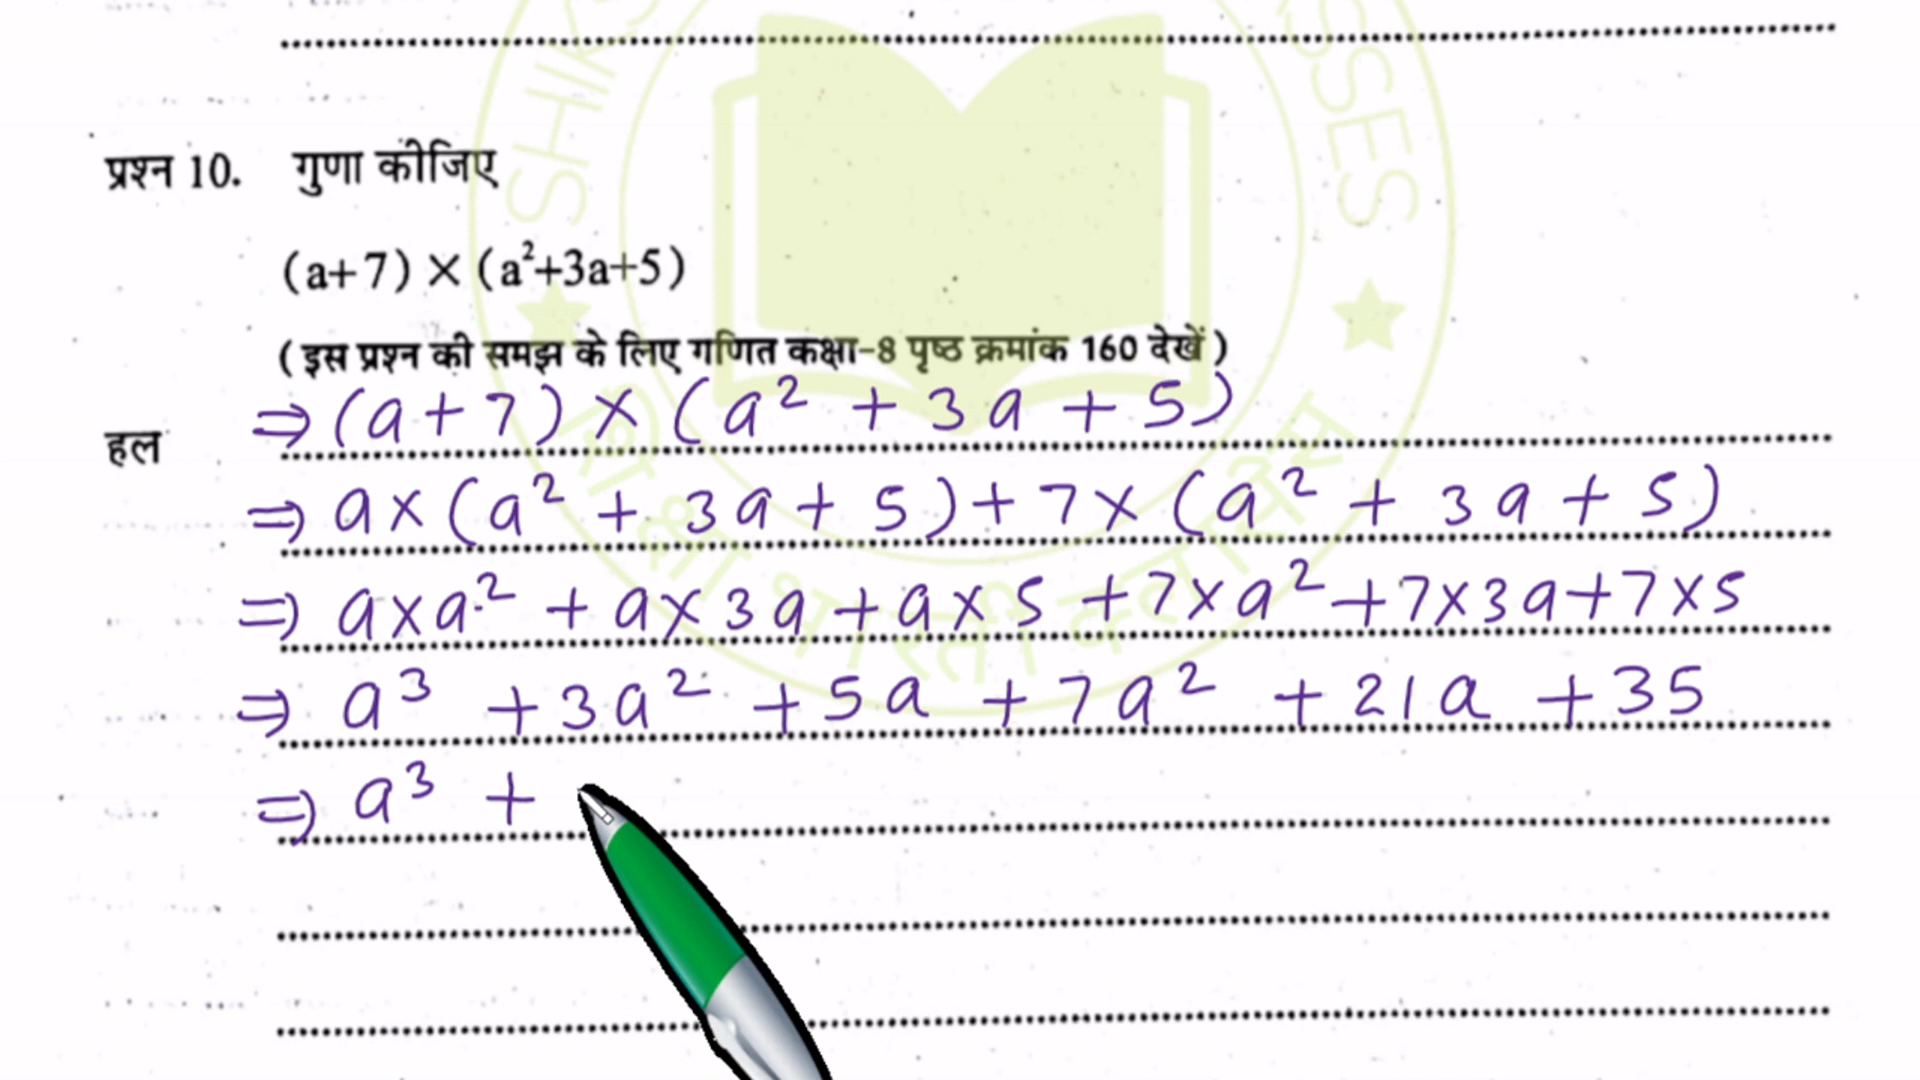 प्रश्न 10. गुणा कीजिए
(a+7) × (a²+3a+5)
( इस प्रश्न की समझ के लिए गणित कक्षा-8 पृष्ठ क्रमांक 160 देखें )
हल ⇒ (a + 7) × (a² + 3a + 5)
⇒ a × (a² + 3a + 5) + 7 × (a² + 3a + 5)
⇒ a × a² + a × 3a + a × 5 + 7 × a² + 7 × 3a + 7 × 5
⇒ a³ + 3a² + 5a + 7a² + 21a + 35
⇒ a³ +